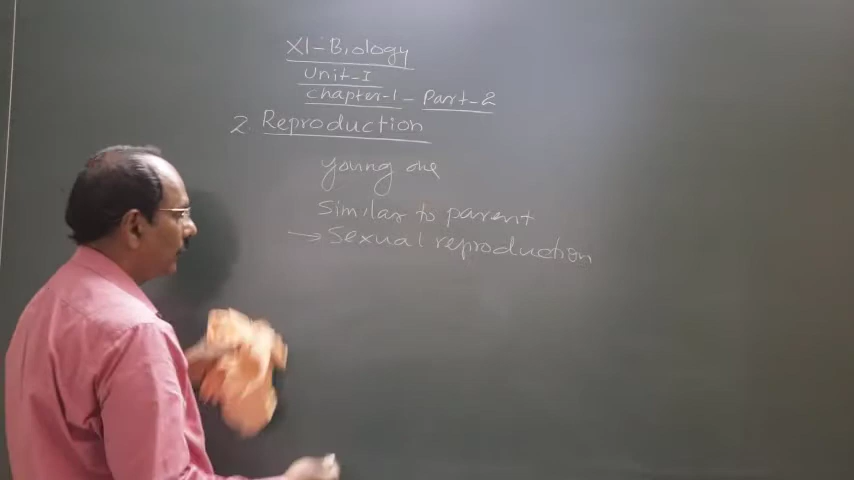 XI-Biology
Unit-I
Chapter-1 - Part-2
2. Reproduction
Young one
Similar to parent
→ Sexual reproduction